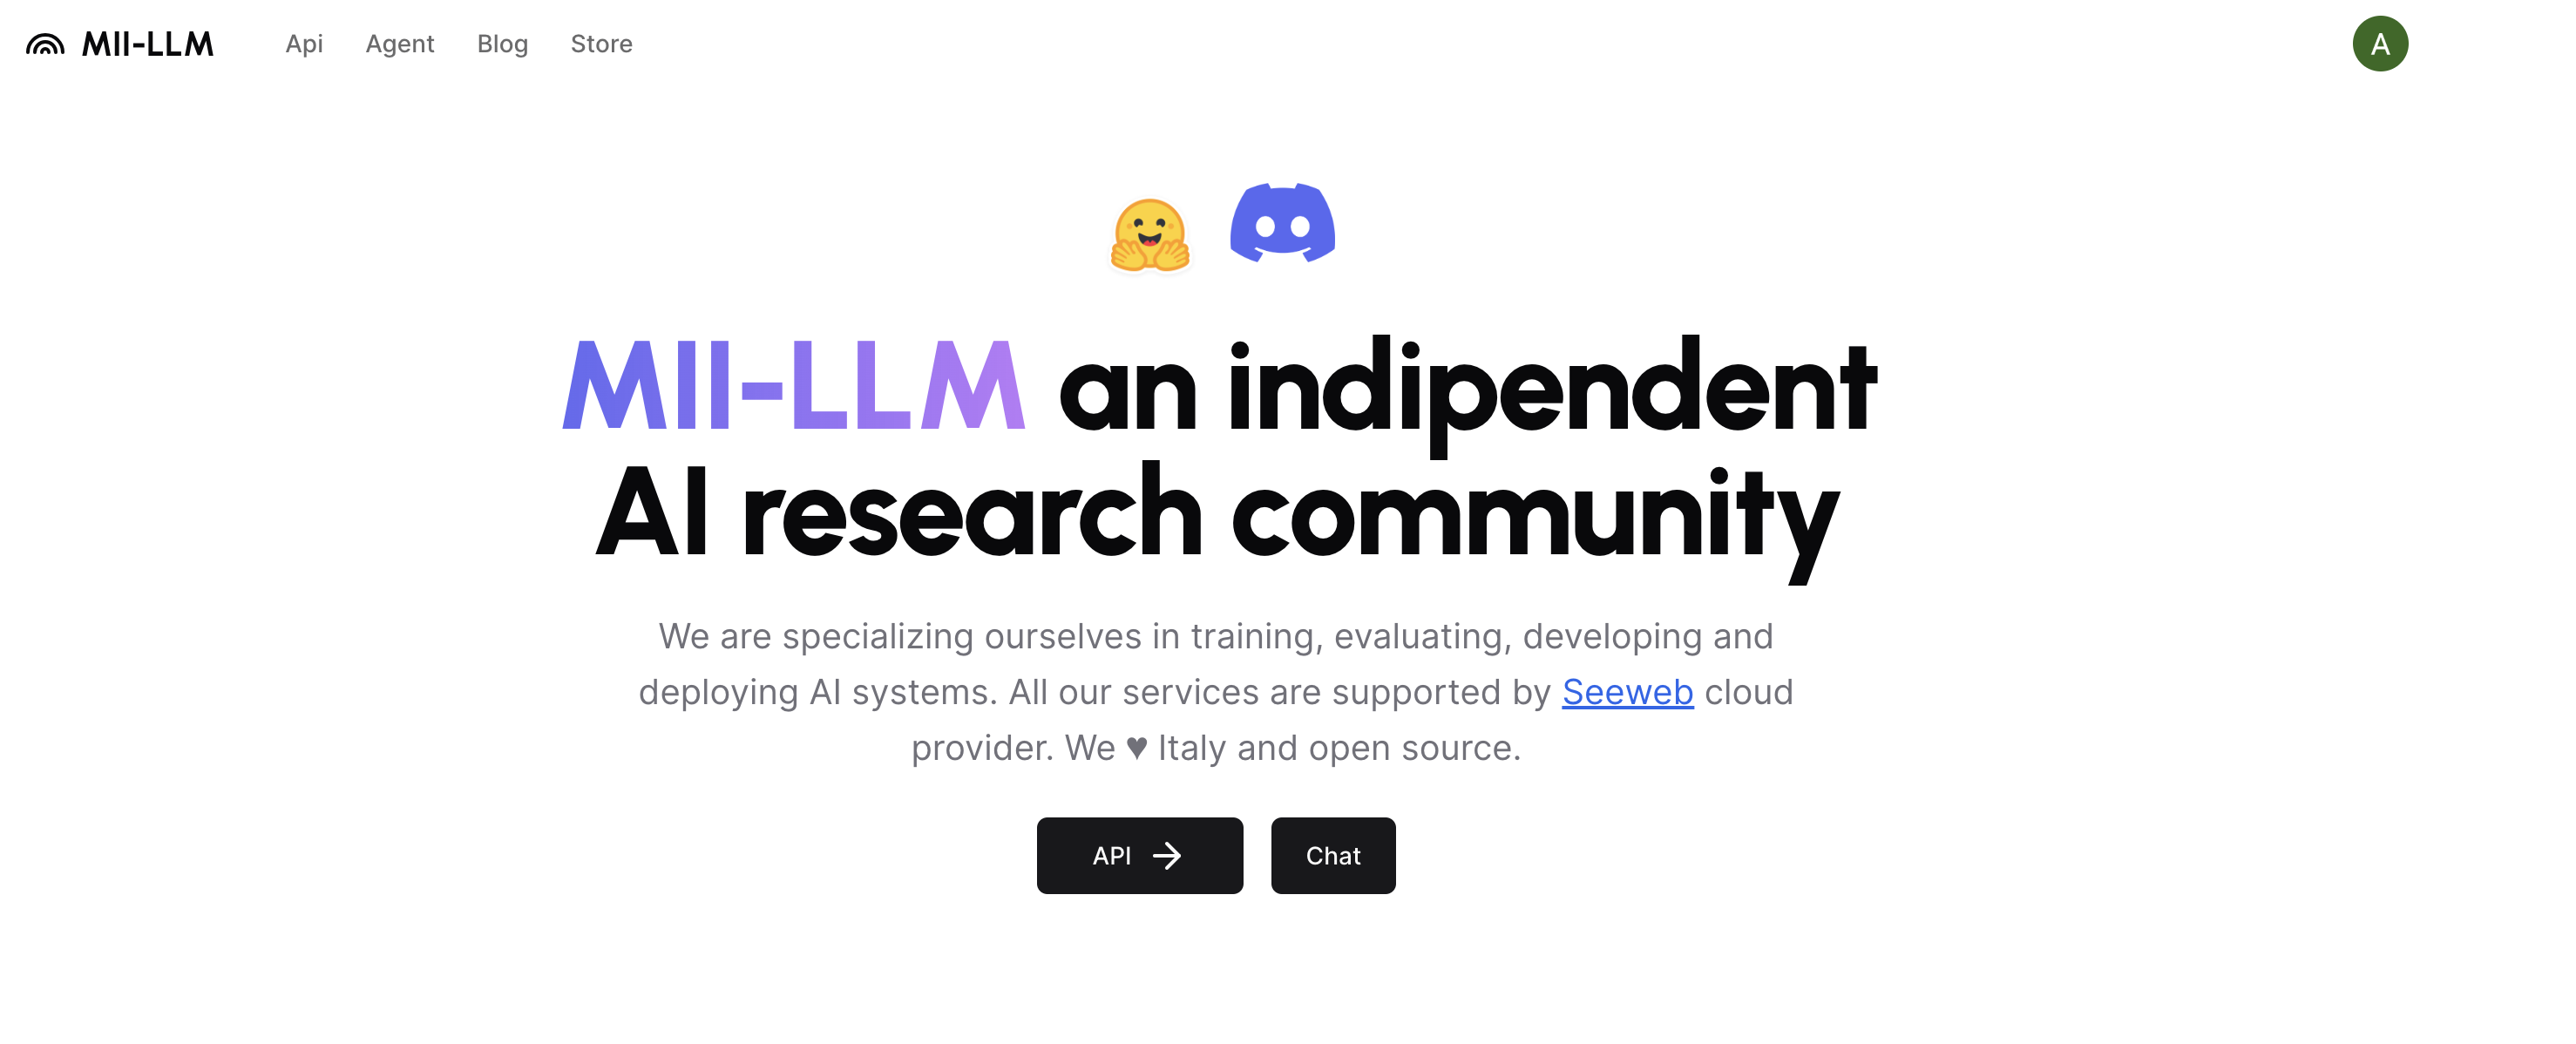 MII-LLM
Api
Agent
Blog
Store
A
MII-LLM an indipendent
AI research community
We are specializing ourselves in training, evaluating, developing and
deploying AI systems. All our services are supported by Seeweb cloud
provider. We ♥ Italy and open source.
API →
Chat